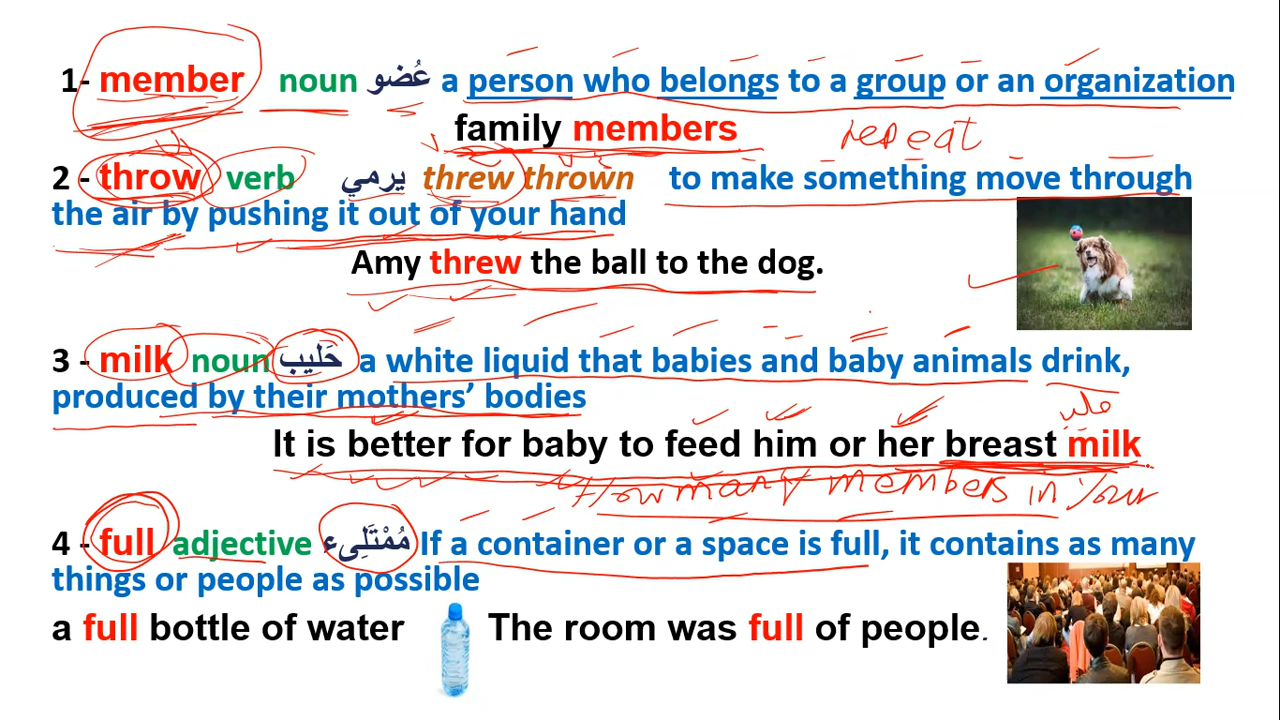 1- member noun عُضو a person who belongs to a group or an organization
family members
repeat
2 - throw verb يرمي threw thrown to make something move through
the air by pushing it out of your hand
Amy threw the ball to the dog.
3 - milk noun حَليب a white liquid that babies and baby animals drink,
produced by their mothers’ bodies
It is better for baby to feed him or her breast milk
How many members in your
4 - full adjective مُمْتَلِىء If a container or a space is full, it contains as many
things or people as possible
a full bottle of water The room was full of people.